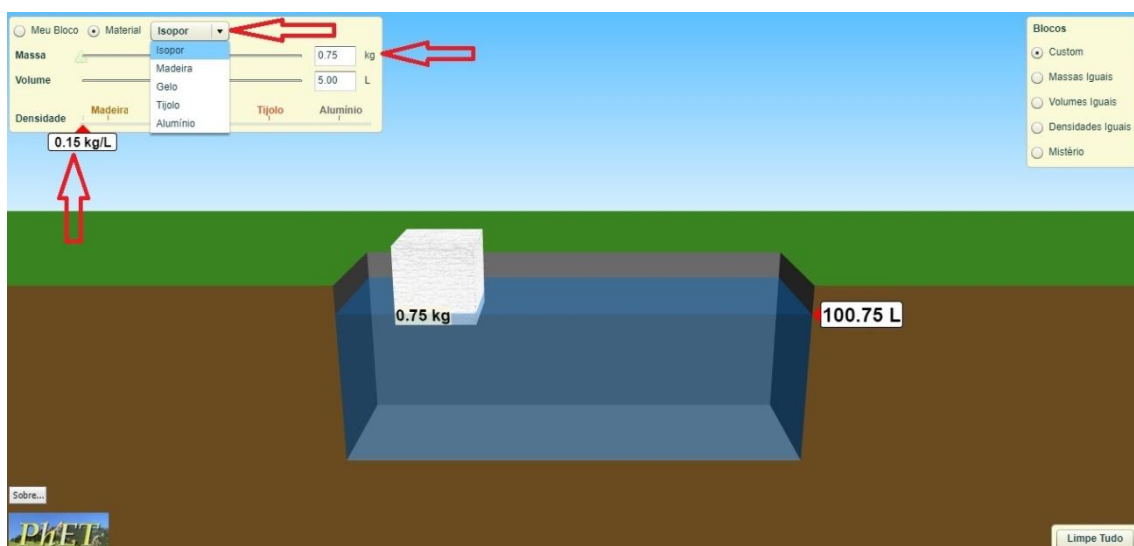 Meu Bloco Material Isopor
Isopor
Madeira
Gelo
Tijolo
Alumínio
Massa 0.75 kg
Volume 5.00 L
Densidade Madeira Tijolo Alumínio
0.15 kg/L
Blocos
Custom
Massas Iguais
Volumes Iguais
Densidades Iguais
Mistério
0.75 kg
100.75 L
Sobre...
PhET
Limpe Tudo